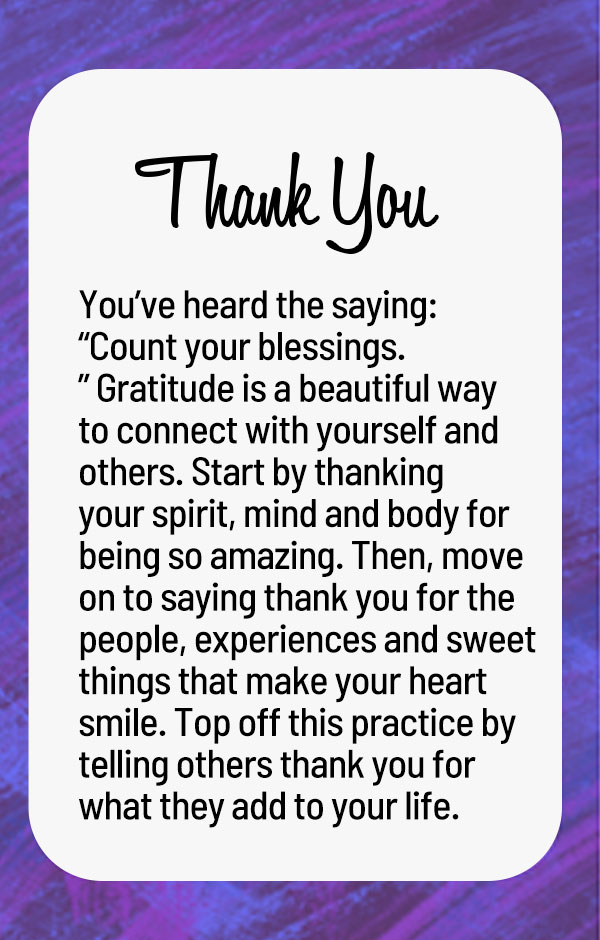 Thank You
You’ve heard the saying:
“Count your blessings.
” Gratitude is a beautiful way
to connect with yourself and
others. Start by thanking
your spirit, mind and body for
being so amazing. Then, move
on to saying thank you for the
people, experiences and sweet
things that make your heart
smile. Top off this practice by
telling others thank you for
what they add to your life.